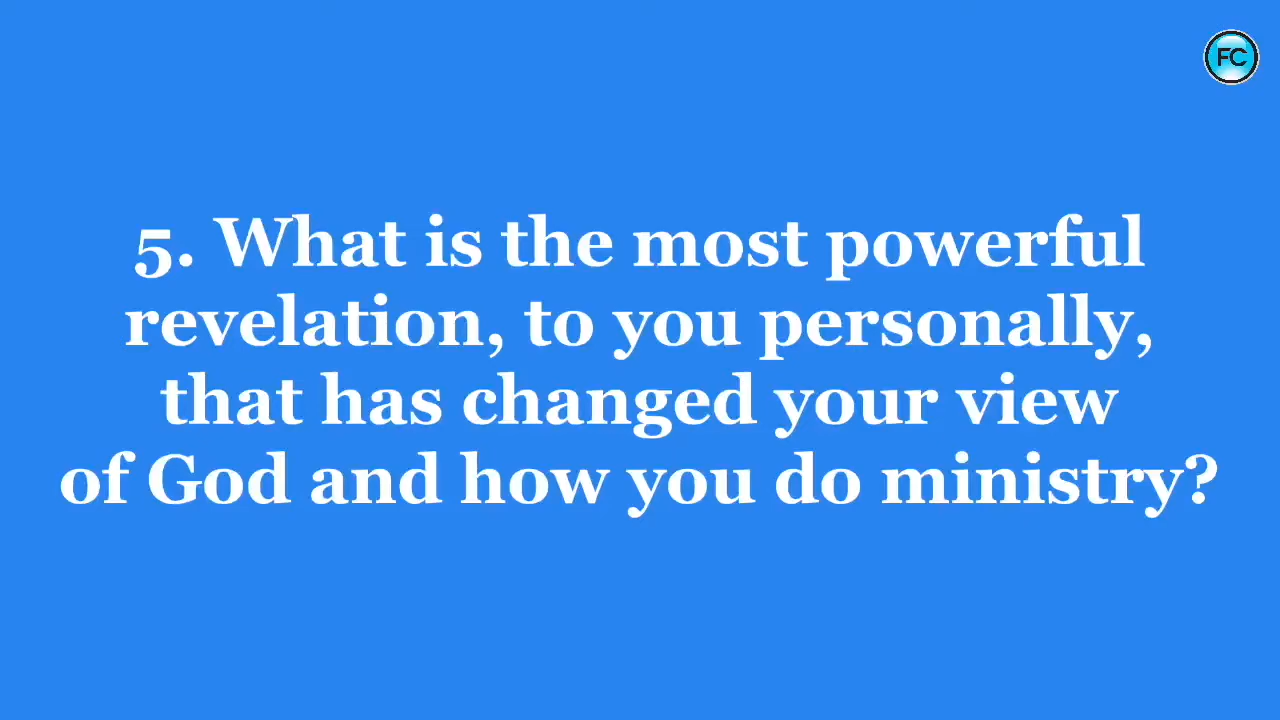 FC
5. What is the most powerful
revelation, to you personally,
that has changed your view
of God and how you do ministry?